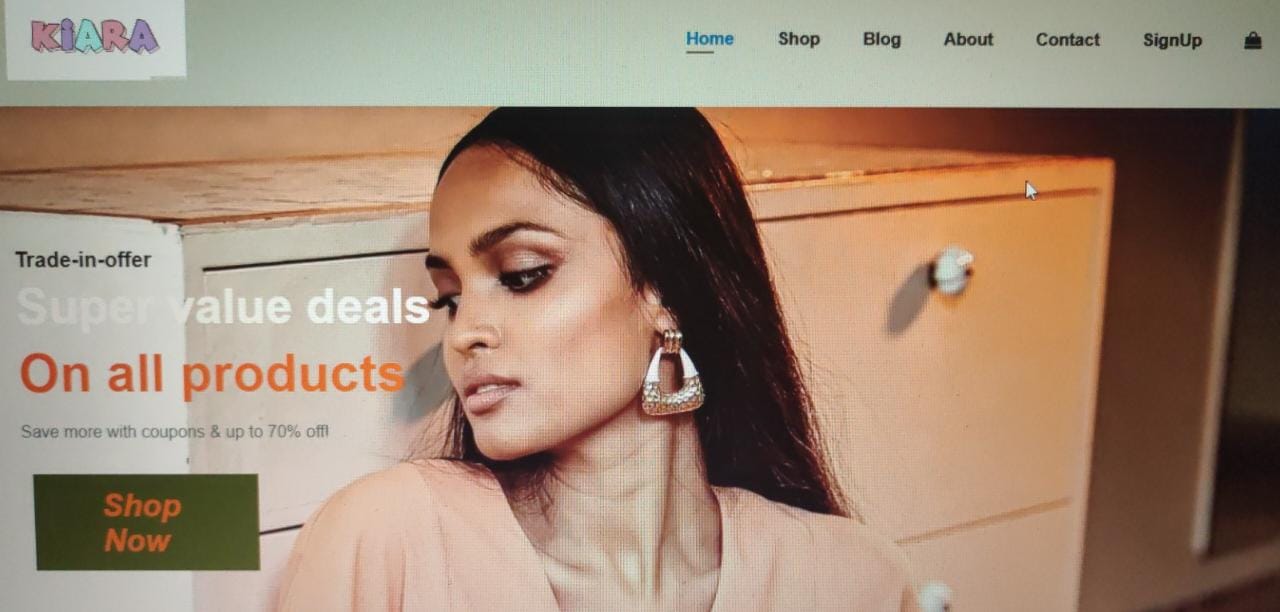 KiARA
Home Shop Blog About Contact SignUp
Trade-in-offer
Super value deals
On all products
Save more with coupons & up to 70% off!
Shop
Now